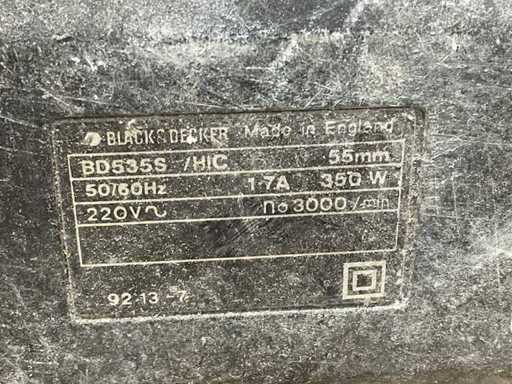 BLACK & DECKER Made in England
BD535S /HIC 55mm
50/60Hz 1.7A 350 W
220V~ no 3000/min
92-13-7